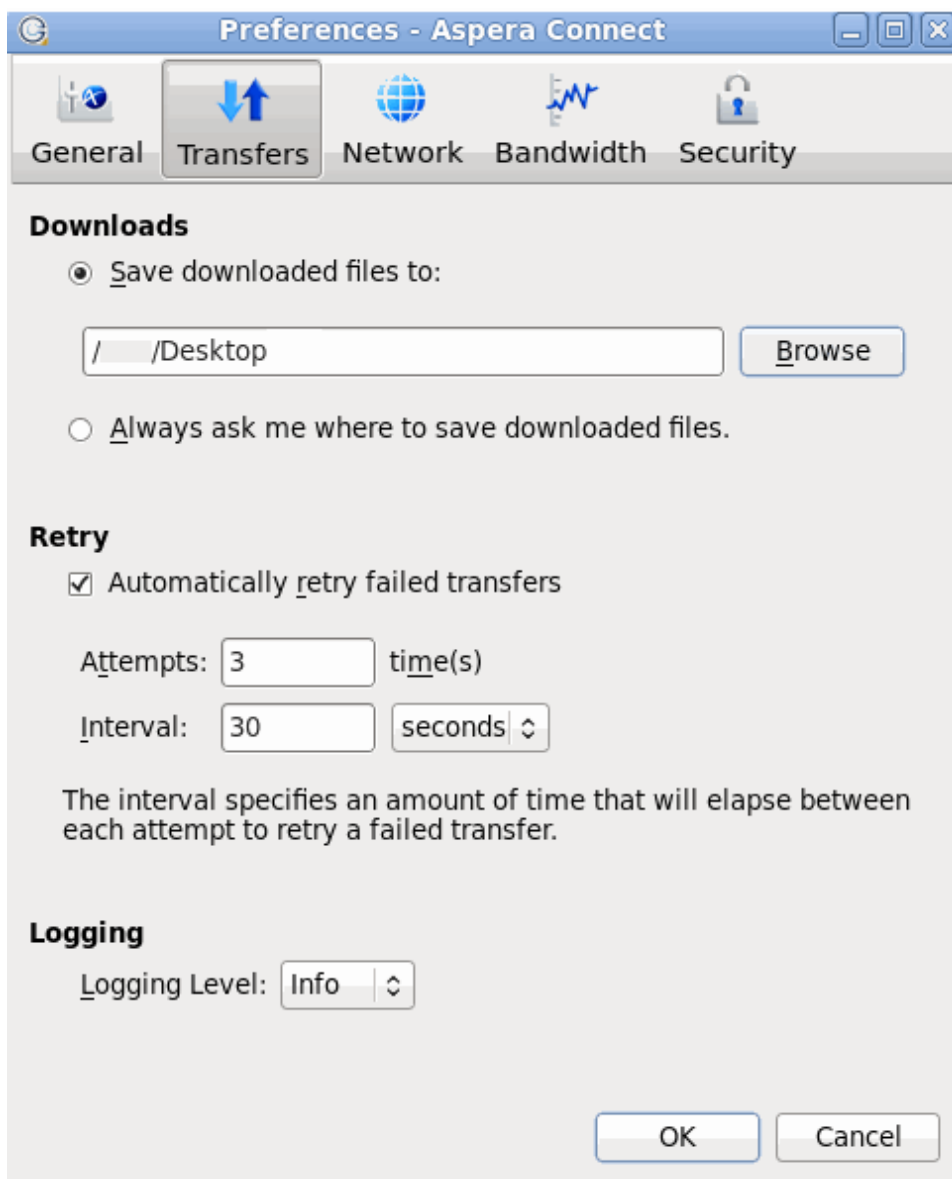 Preferences - Aspera Connect
General Transfers Network Bandwidth Security
Downloads
Save downloaded files to:
/ /Desktop Browse
Always ask me where to save downloaded files.
Retry
Automatically retry failed transfers
Attempts: 3 time(s)
Interval: 30 seconds
The interval specifies an amount of time that will elapse between
each attempt to retry a failed transfer.
Logging
Logging Level: Info
OK Cancel